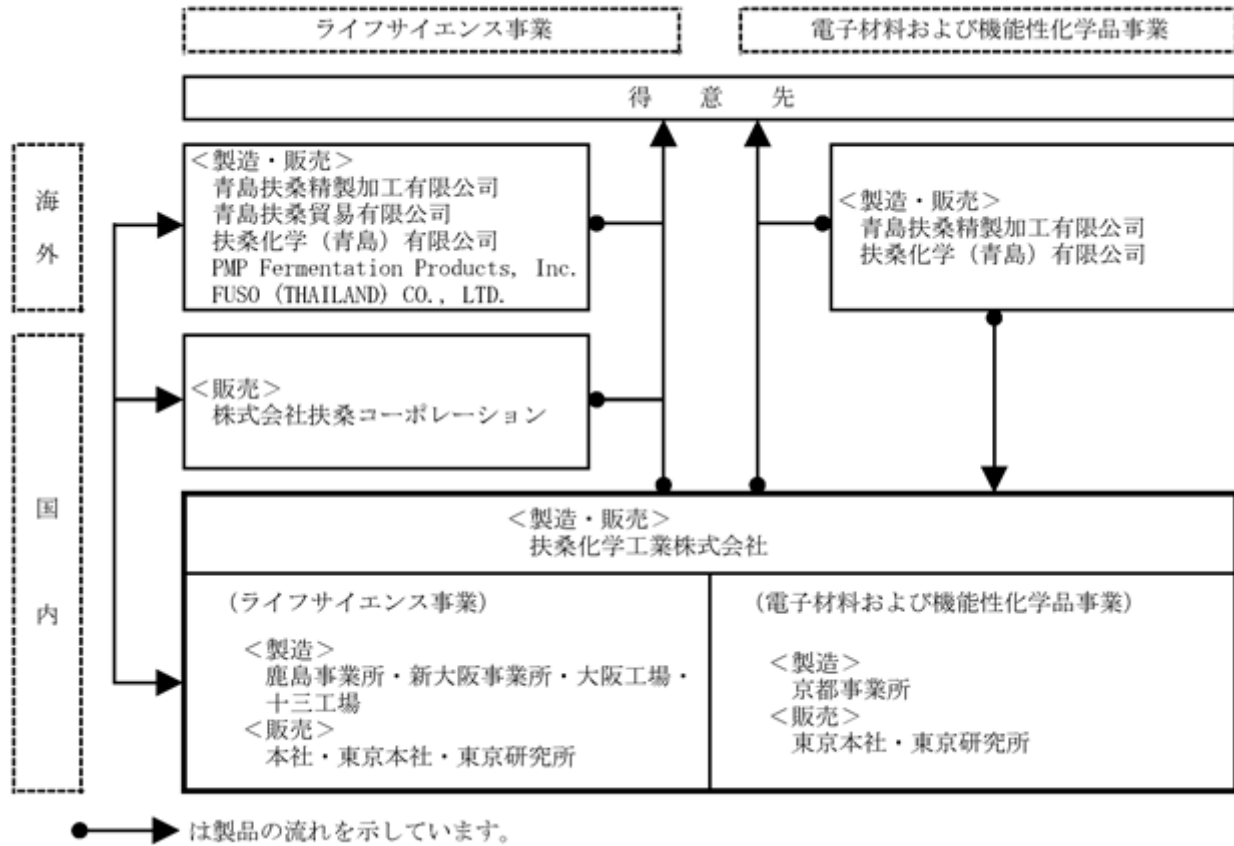 ライフサイエンス事業
電子材料および機能性化学品事業
得意先
海外
＜製造・販売＞
青島扶桑精製加工有限公司
青島扶桑貿易有限公司
扶桑化学（青島）有限公司
PMP Fermentation Products, Inc.
FUSO (THAILAND) CO., LTD.
＜製造・販売＞
青島扶桑精製加工有限公司
扶桑化学（青島）有限公司
国内
＜販売＞
株式会社扶桑コーポレーション
＜製造・販売＞
扶桑化学工業株式会社
(ライフサイエンス事業)
＜製造＞
鹿島事業所・新大阪事業所・大阪工場・
十三工場
＜販売＞
本社・東京本社・東京研究所
(電子材料および機能性化学品事業)
＜製造＞
京都事業所
＜販売＞
東京本社・東京研究所
は製品の流れを示しています。